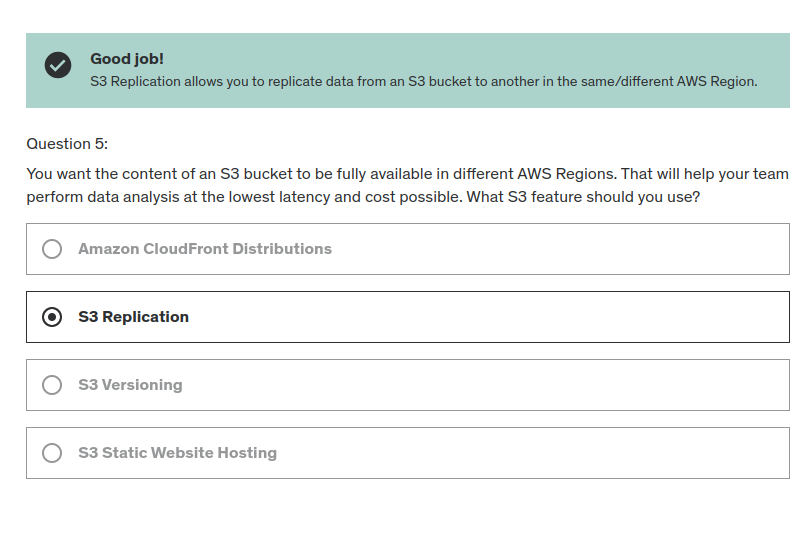 Good job!
S3 Replication allows you to replicate data from an S3 bucket to another in the same/different AWS Region.
Question 5:
You want the content of an S3 bucket to be fully available in different AWS Regions. That will help your team
perform data analysis at the lowest latency and cost possible. What S3 feature should you use?
Amazon CloudFront Distributions
S3 Replication
S3 Versioning
S3 Static Website Hosting